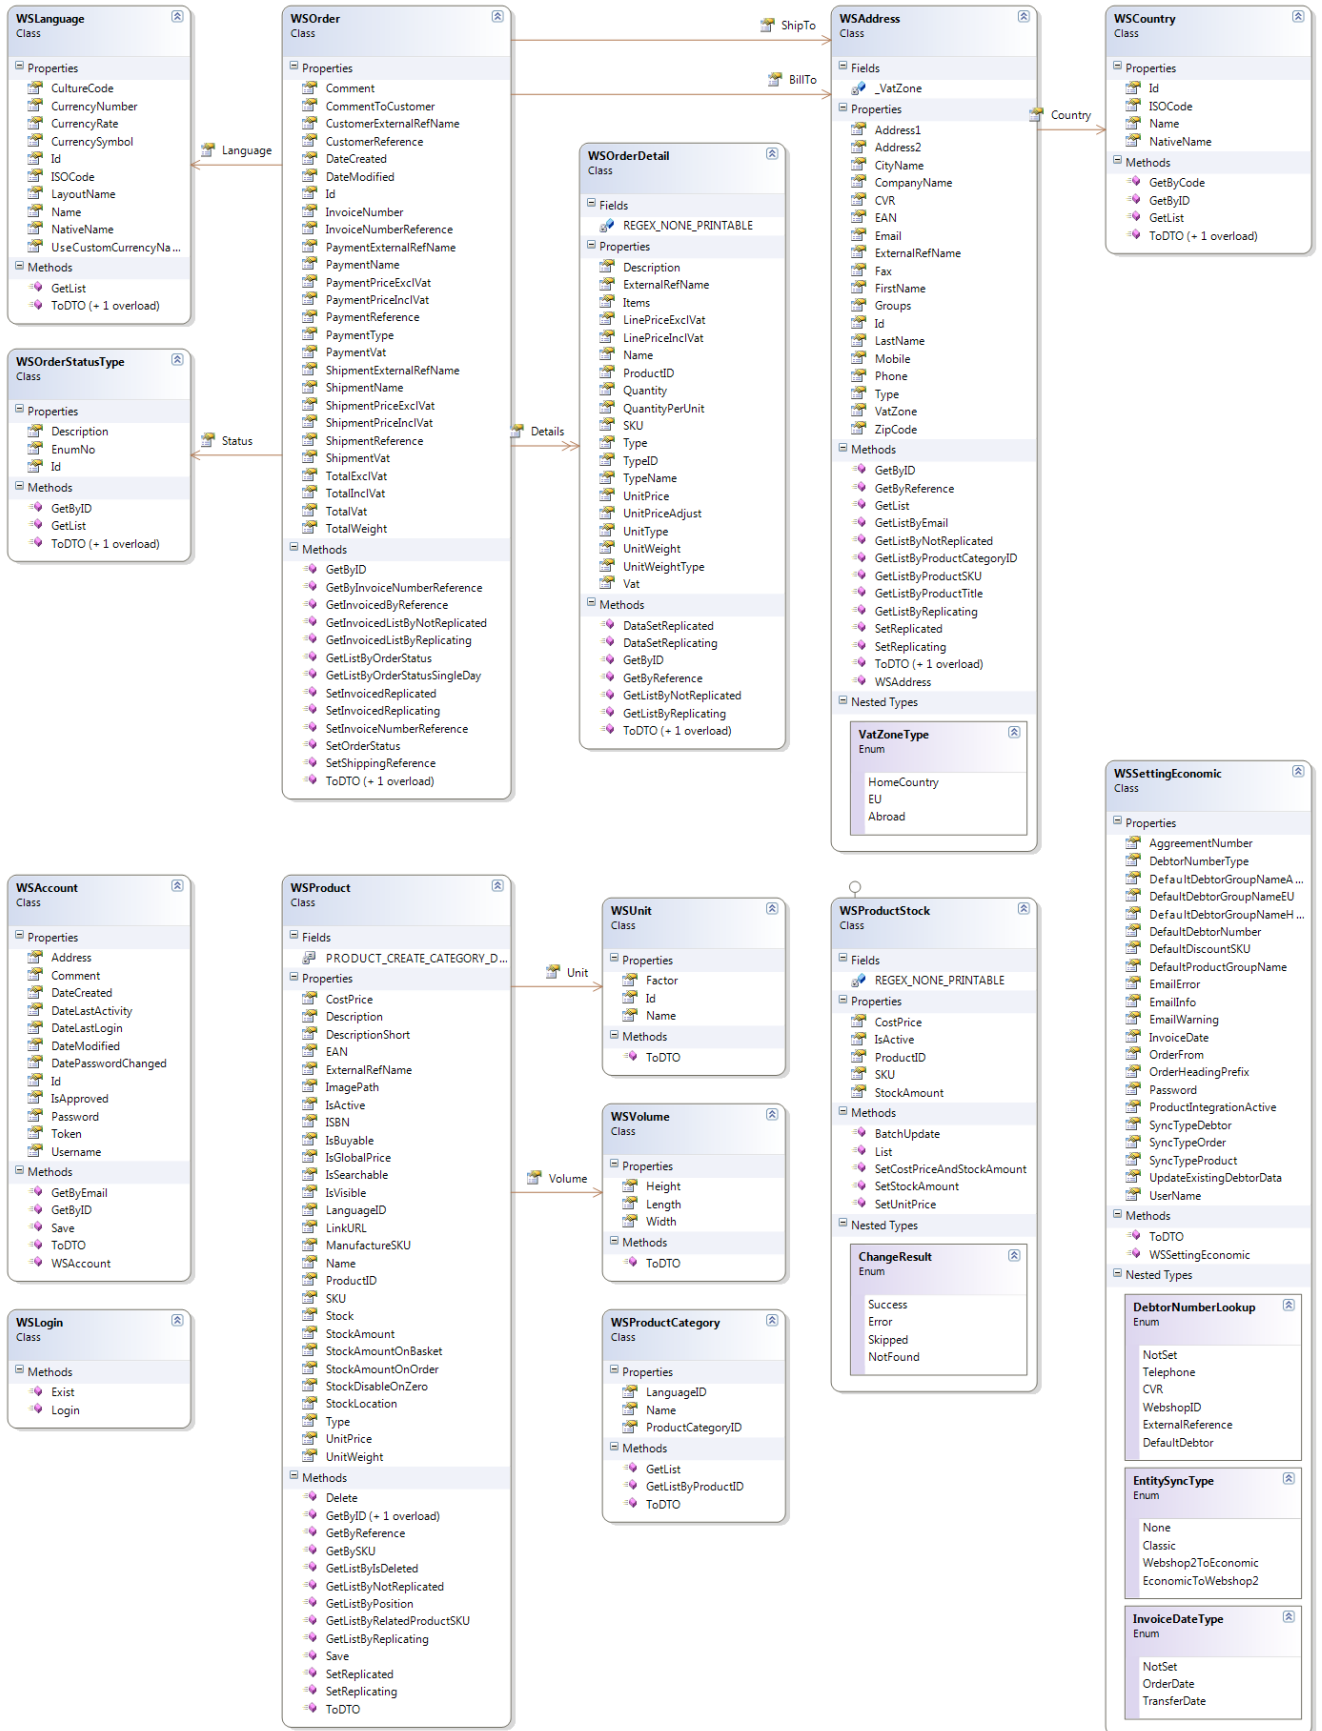 WSLanguage
Class
Properties
CultureCode
CurrencyNumber
CurrencyRate
CurrencySymbol
Id
ISOCode
LayoutName
Name
NativeName
UseCustomCurrencyNa...
Methods
GetList
ToDTO (+ 1 overload)
Language
WSOrderStatusType
Class
Properties
Description
EnumNo
Id
Methods
GetByID
GetList
ToDTO (+ 1 overload)
Status
WSOrder
Class
Properties
Comment
CommentToCustomer
CustomerExternalRefName
CustomerReference
DateCreated
DateModified
Id
InvoiceNumber
InvoiceNumberReference
PaymentExternalRefName
PaymentName
PaymentPriceExclVat
PaymentPriceInclVat
PaymentReference
PaymentType
PaymentVat
ShipmentExternalRefName
ShipmentName
ShipmentPriceExclVat
ShipmentPriceInclVat
ShipmentReference
ShipmentVat
TotalExclVat
TotalInclVat
TotalVat
TotalWeight
Methods
GetByID
GetByInvoiceNumberReference
GetInvoicedByReference
GetInvoicedListByNotReplicated
GetInvoicedListByReplicating
GetListByOrderStatus
GetListByOrderStatusSingleDay
SetInvoicedReplicated
SetInvoicedReplicating
SetInvoiceNumberReference
SetOrderStatus
SetShippingReference
ToDTO (+ 1 overload)
ShipTo
BillTo
Details
WSOrderDetail
Class
Fields
REGEX_NONE_PRINTABLE
Properties
Description
ExternalRefName
Items
LinePriceExclVat
LinePriceInclVat
Name
ProductID
Quantity
QuantityPerUnit
SKU
Type
TypeID
TypeName
UnitPrice
UnitPriceAdjust
UnitType
UnitWeight
UnitWeightType
Vat
Methods
DataSetReplicated
DataSetReplicating
GetByID
GetByReference
GetListByNotReplicated
GetListByReplicating
ToDTO (+ 1 overload)
WSAddress
Class
Fields
_VatZone
Properties
Address1
Address2
CityName
CompanyName
CVR
EAN
Email
ExternalRefName
Fax
FirstName
Groups
Id
LastName
Mobile
Phone
Type
VatZone
ZipCode
Methods
GetByID
GetByReference
GetList
GetListByEmail
GetListByNotReplicated
GetListByProductCategoryID
GetListByProductSKU
GetListByProductTitle
GetListByReplicating
SetReplicated
SetReplicating
ToDTO (+ 1 overload)
WSAddress
Nested Types
VatZoneType
Enum
HomeCountry
EU
Abroad
Country
WSCountry
Class
Properties
Id
ISOCode
Name
NativeName
Methods
GetByCode
GetByID
GetList
ToDTO (+ 1 overload)
WSAccount
Class
Properties
Address
Comment
DateCreated
DateLastActivity
DateLastLogin
DateModified
DatePasswordChanged
Id
IsApproved
Password
Token
Username
Methods
GetByEmail
GetByID
Save
ToDTO
WSAccount
WSLogin
Class
Methods
Exist
Login
WSProduct
Class
Fields
PRODUCT_CREATE_CATEGORY_D...
Properties
CostPrice
Description
DescriptionShort
EAN
ExternalRefName
ImagePath
IsActive
ISBN
IsBuyable
IsGlobalPrice
IsSearchable
IsVisible
LanguageID
LinkURL
ManufactureSKU
Name
ProductID
SKU
Stock
StockAmount
StockAmountOnBasket
StockAmountOnOrder
StockDisableOnZero
StockLocation
Type
UnitPrice
UnitWeight
Methods
Delete
GetByID (+ 1 overload)
GetByReference
GetBySKU
GetListByIsDeleted
GetListByNotReplicated
GetListByPosition
GetListByRelatedProductSKU
GetListByReplicating
Save
SetReplicated
SetReplicating
ToDTO
Unit
Volume
WSUnit
Class
Properties
Factor
Id
Name
Methods
ToDTO
WSVolume
Class
Properties
Height
Length
Width
Methods
ToDTO
WSProductCategory
Class
Properties
LanguageID
Name
ProductCategoryID
Methods
GetList
GetListByProductID
ToDTO
WSProductStock
Class
Fields
REGEX_NONE_PRINTABLE
Properties
CostPrice
IsActive
ProductID
SKU
StockAmount
Methods
BatchUpdate
List
SetCostPriceAndStockAmount
SetStockAmount
SetUnitPrice
Nested Types
ChangeResult
Enum
Success
Error
Skipped
NotFound
WSSettingEconomic
Class
Properties
AggreementNumber
DebtorNumberType
DefaultDebtorGroupNameA...
DefaultDebtorGroupNameEU
DefaultDebtorGroupNameH...
DefaultDebtorNumber
DefaultDiscountSKU
DefaultProductGroupName
EmailError
EmailInfo
EmailWarning
InvoiceDate
OrderFrom
OrderHeadingPrefix
Password
ProductIntegrationActive
SyncTypeDebtor
SyncTypeOrder
SyncTypeProduct
UpdateExistingDebtorData
UserName
Methods
ToDTO
WSSettingEconomic
Nested Types
DebtorNumberLookup
Enum
NotSet
Telephone
CVR
WebshopID
ExternalReference
DefaultDebtor
EntitySyncType
Enum
None
Classic
Webshop2ToEconomic
EconomicToWebshop2
InvoiceDateType
Enum
NotSet
OrderDate
TransferDate